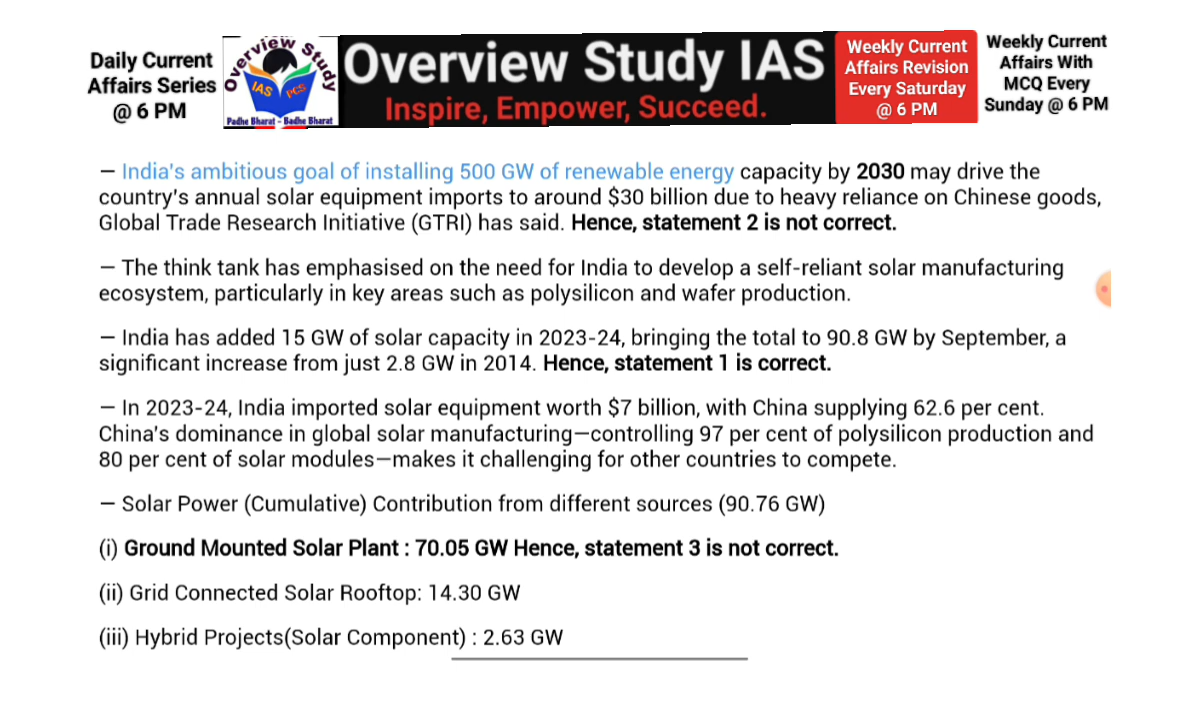 Daily Current
Affairs Series
@ 6 PM
Overview Study
IAS PCS
Padhe Bharat - Badhe Bharat
Overview Study IAS
Inspire, Empower, Succeed.
Weekly Current
Affairs Revision
Every Saturday
@ 6 PM
Weekly Current
Affairs With
MCQ Every
Sunday @ 6 PM
– India's ambitious goal of installing 500 GW of renewable energy capacity by 2030 may drive the
country's annual solar equipment imports to around $30 billion due to heavy reliance on Chinese goods,
Global Trade Research Initiative (GTRI) has said. Hence, statement 2 is not correct.
– The think tank has emphasised on the need for India to develop a self-reliant solar manufacturing
ecosystem, particularly in key areas such as polysilicon and wafer production.
– India has added 15 GW of solar capacity in 2023-24, bringing the total to 90.8 GW by September, a
significant increase from just 2.8 GW in 2014. Hence, statement 1 is correct.
– In 2023-24, India imported solar equipment worth $7 billion, with China supplying 62.6 per cent.
China's dominance in global solar manufacturing—controlling 97 per cent of polysilicon production and
80 per cent of solar modules—makes it challenging for other countries to compete.
– Solar Power (Cumulative) Contribution from different sources (90.76 GW)
(i) Ground Mounted Solar Plant : 70.05 GW Hence, statement 3 is not correct.
(ii) Grid Connected Solar Rooftop: 14.30 GW
(iii) Hybrid Projects(Solar Component) : 2.63 GW